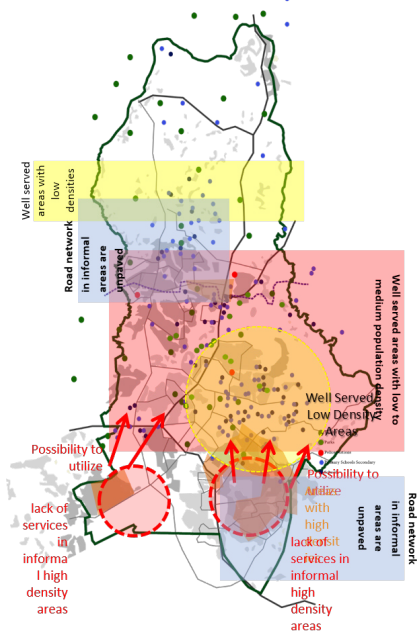 Well served
areas with
low
densities
Road network
in informal
areas are
unpaved
Well served areas with low to
medium population density
Well Served
Low Density
Areas
Possibility to
utilize
lack of
services
in
informa
l high
density
areas
Possibility to
utilize
with
high
lack of
services in
informal
high
density
areas
Road network
in informal
areas are
unpaved
Primary Schools Secondary